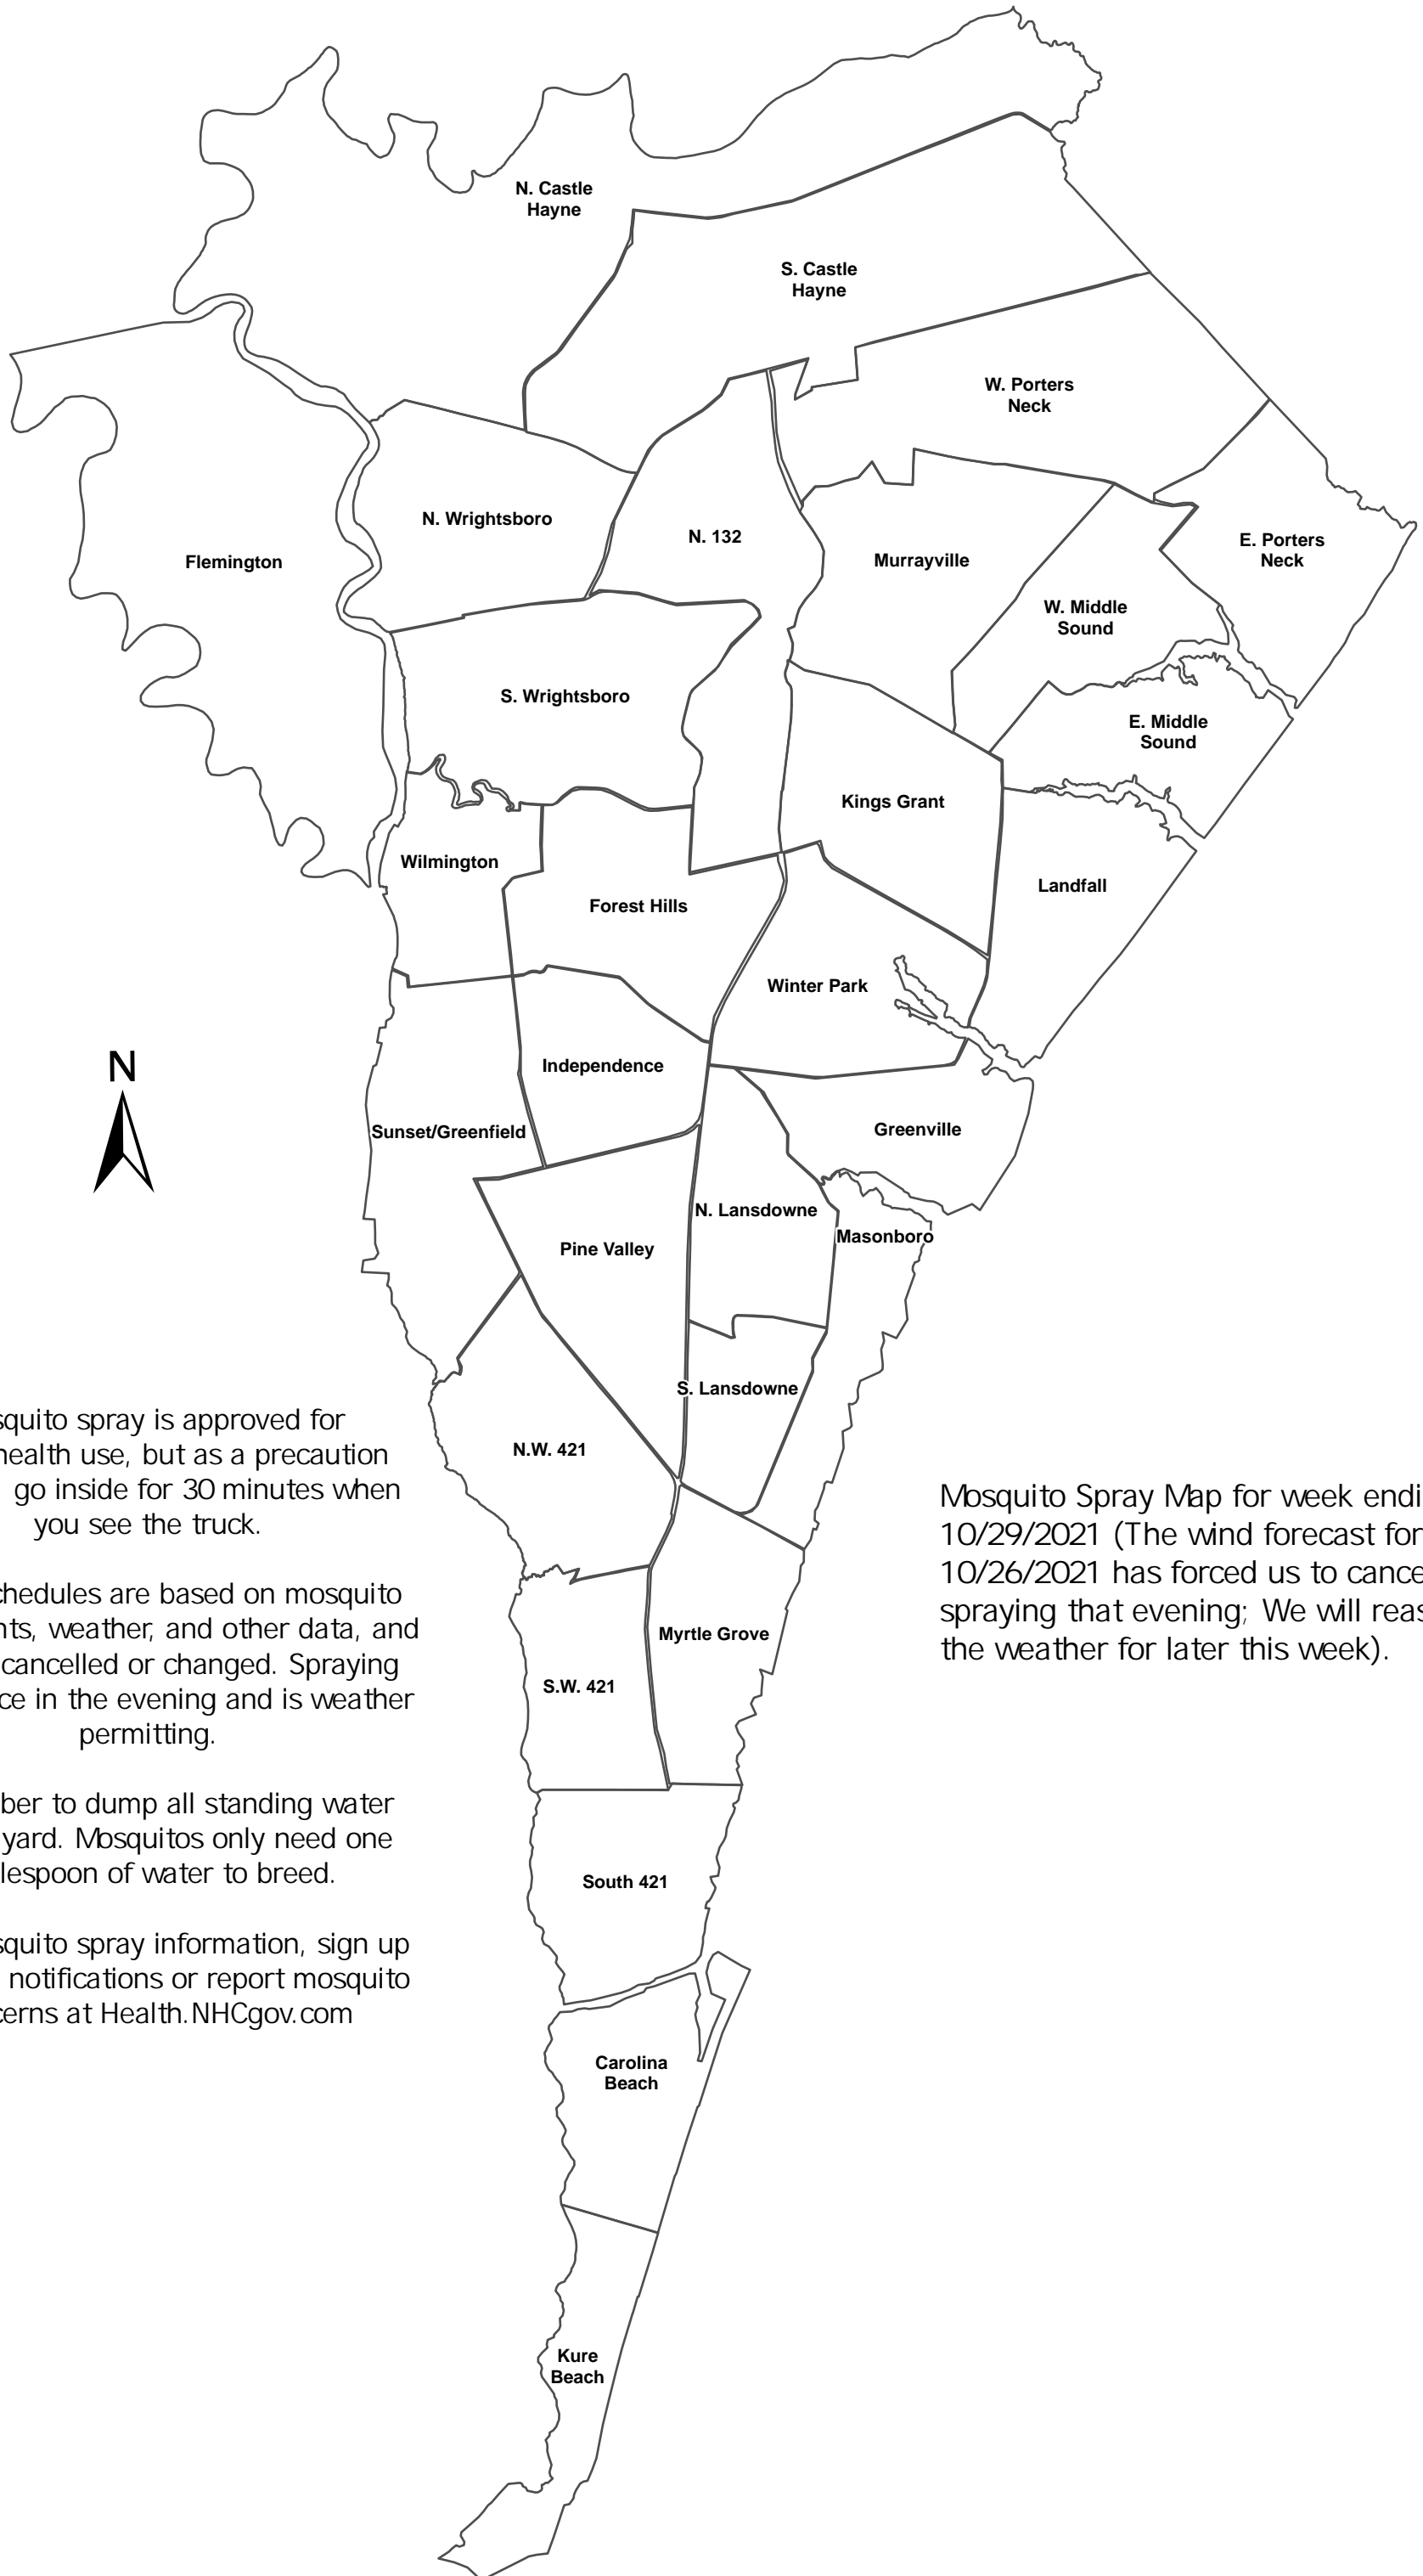 N. Castle
Hayne
S. Castle
Hayne
W. Porters
Neck
N. Wrightsboro
N. 132
Flemington
Murrayville
E. Porters
Neck
W. Middle
Sound
S. Wrightsboro
E. Middle
Sound
Kings Grant
Wilmington
Landfall
Forest Hills
Winter Park
N
Independence
Sunset/Greenfield
Greenville
N. Lansdowne
Masonboro
Pine Valley
S. Lansdowne
N.W. 421
squito spray is approved for
health use, but as a precaution
go inside for 30 minutes when
you see the truck.
chedules are based on mosquito
nts, weather, and other data, and
cancelled or changed. Spraying
ce in the evening and is weather
permitting.
ber to dump all standing water
yard. Mosquitos only need one
lespoon of water to breed.
squito spray information, sign up
notifications or report mosquito
cerns at Health.NHCgov.com
Mosquito Spray Map for week endi
10/29/2021 (The wind forecast for
10/26/2021 has forced us to cance
spraying that evening; We will reas
the weather for later this week).
Myrtle Grove
S.W. 421
South 421
Carolina
Beach
Kure
Beach